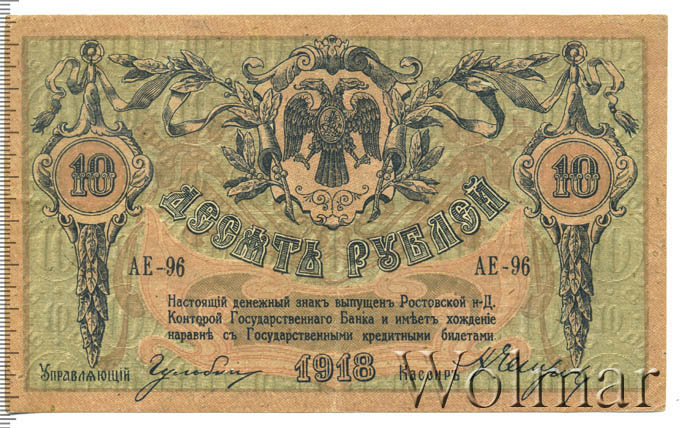 10
10
ДЕСЯТЬ РУБЛЕЙ
АЕ-96
АЕ-96
Настоящій денежный знакъ выпущенъ Ростовской н-Д.
Конторой Государственнаго Банка и имѣетъ хожденіе
наравнѣ съ Государственными кредитными билетами
Управляющій
1918
Кассиръ
Wolmar